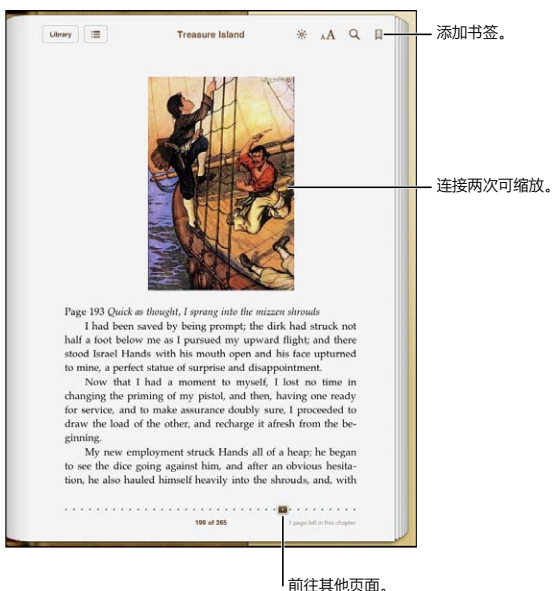 Library
Treasure Island
AA
添加书签。
连接两次可缩放。
Page 193 Quick as thought, I sprang into the mizzen shrouds
I had been saved by being prompt; the dirk had struck not
half a foot below me as I pursued my upward flight; and there
stood Israel Hands with his mouth open and his face upturned
to mine, a perfect statue of surprise and disappointment.
Now that I had a moment to myself, I lost no time in
changing the priming of my pistol, and then, having one ready
for service, and to make assurance doubly sure, I proceeded to
draw the load of the other, and recharge it afresh from the be-
ginning.
My new employment struck Hands all of a heap; he began
to see the dice going against him, and after an obvious hesita-
tion, he also hauled himself heavily into the shrouds, and, with
199 of 265
1 page left in this chapter
前往其他页面。